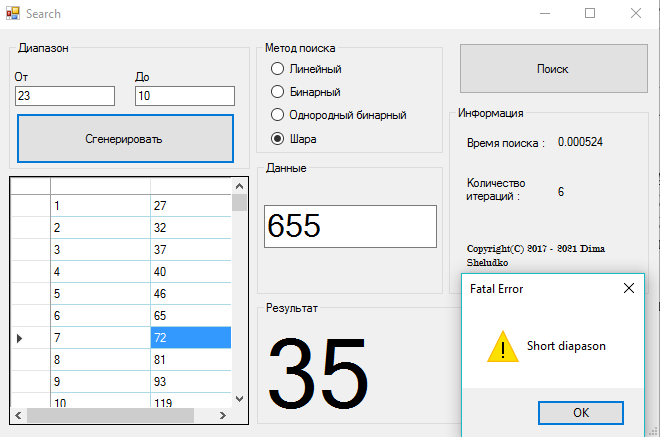 Search
Диапазон
От До
23 10
Сгенерировать
1 27
2 32
3 37
4 40
5 46
6 65
7 72
8 81
9 93
10 119
Метод поиска
Линейный
Бинарный
Однородный бинарный
Шара
Данные
655
Результат
35
Поиск
Информация
Время поиска : 0.000524
Количество
итераций : 6
Copyright(C) 2017 - 2021 Dima
Sheludko
Fatal Error
Short diapason
OK